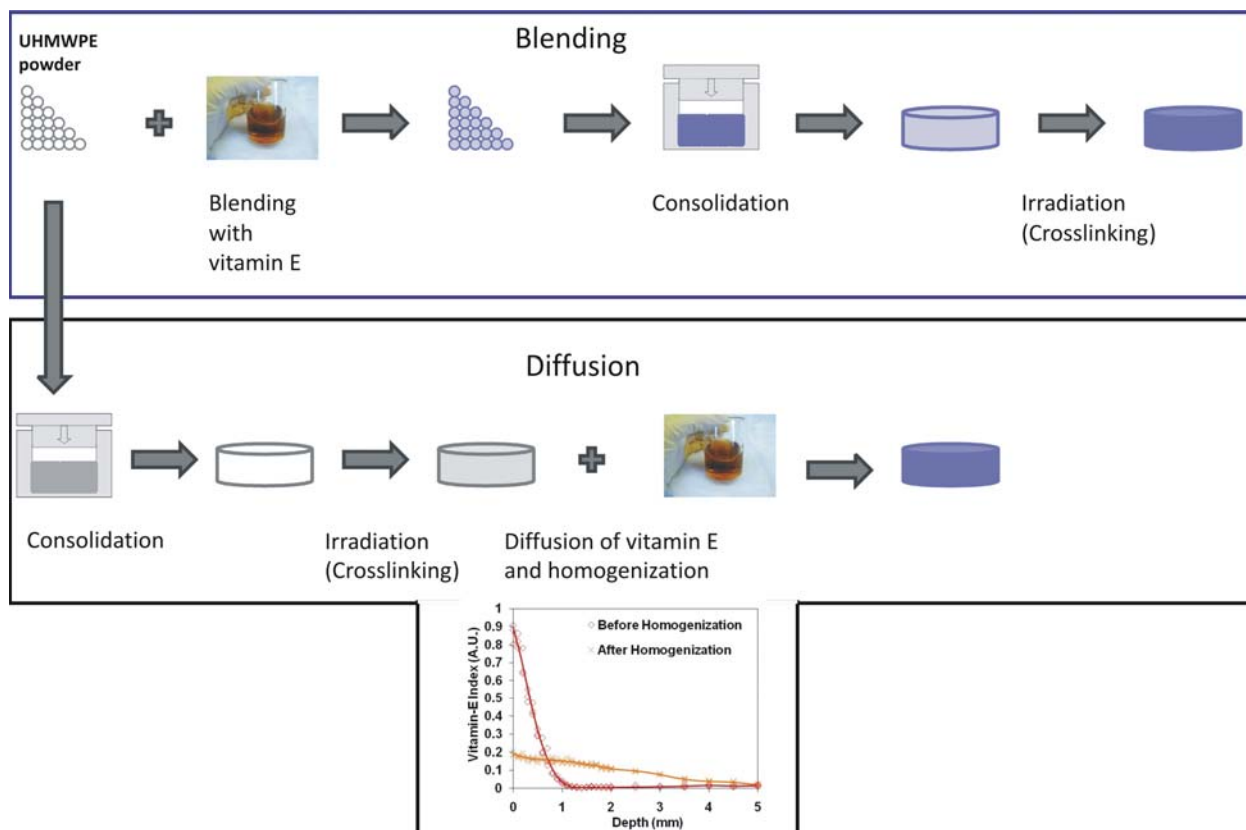 Blending
UHMWPE
powder
Blending
with
vitamin E
Consolidation
Irradiation
(Crosslinking)
Diffusion
Consolidation
Irradiation
(Crosslinking)
Diffusion of vitamin E
and homogenization
Vitamin-E Index (A.U.)
1
0.9
0.8
0.7
0.6
0.5
0.4
0.3
0.2
0.1
0
Before Homogenization
After Homogenization
0 1 2 3 4 5
Depth (mm)